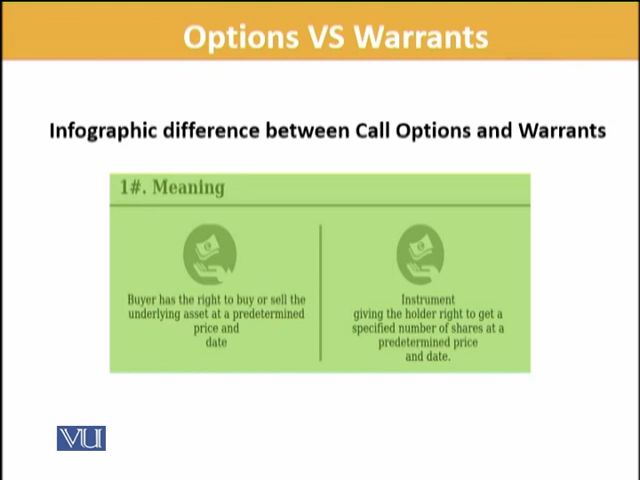 Options VS Warrants
Infographic difference between Call Options and Warrants
1#. Meaning
Buyer has the right to buy or sell the
underlying asset at a predetermined
price and
date
Instrument
giving the holder right to get a
specified number of shares at a
predetermined price
and date.
VU